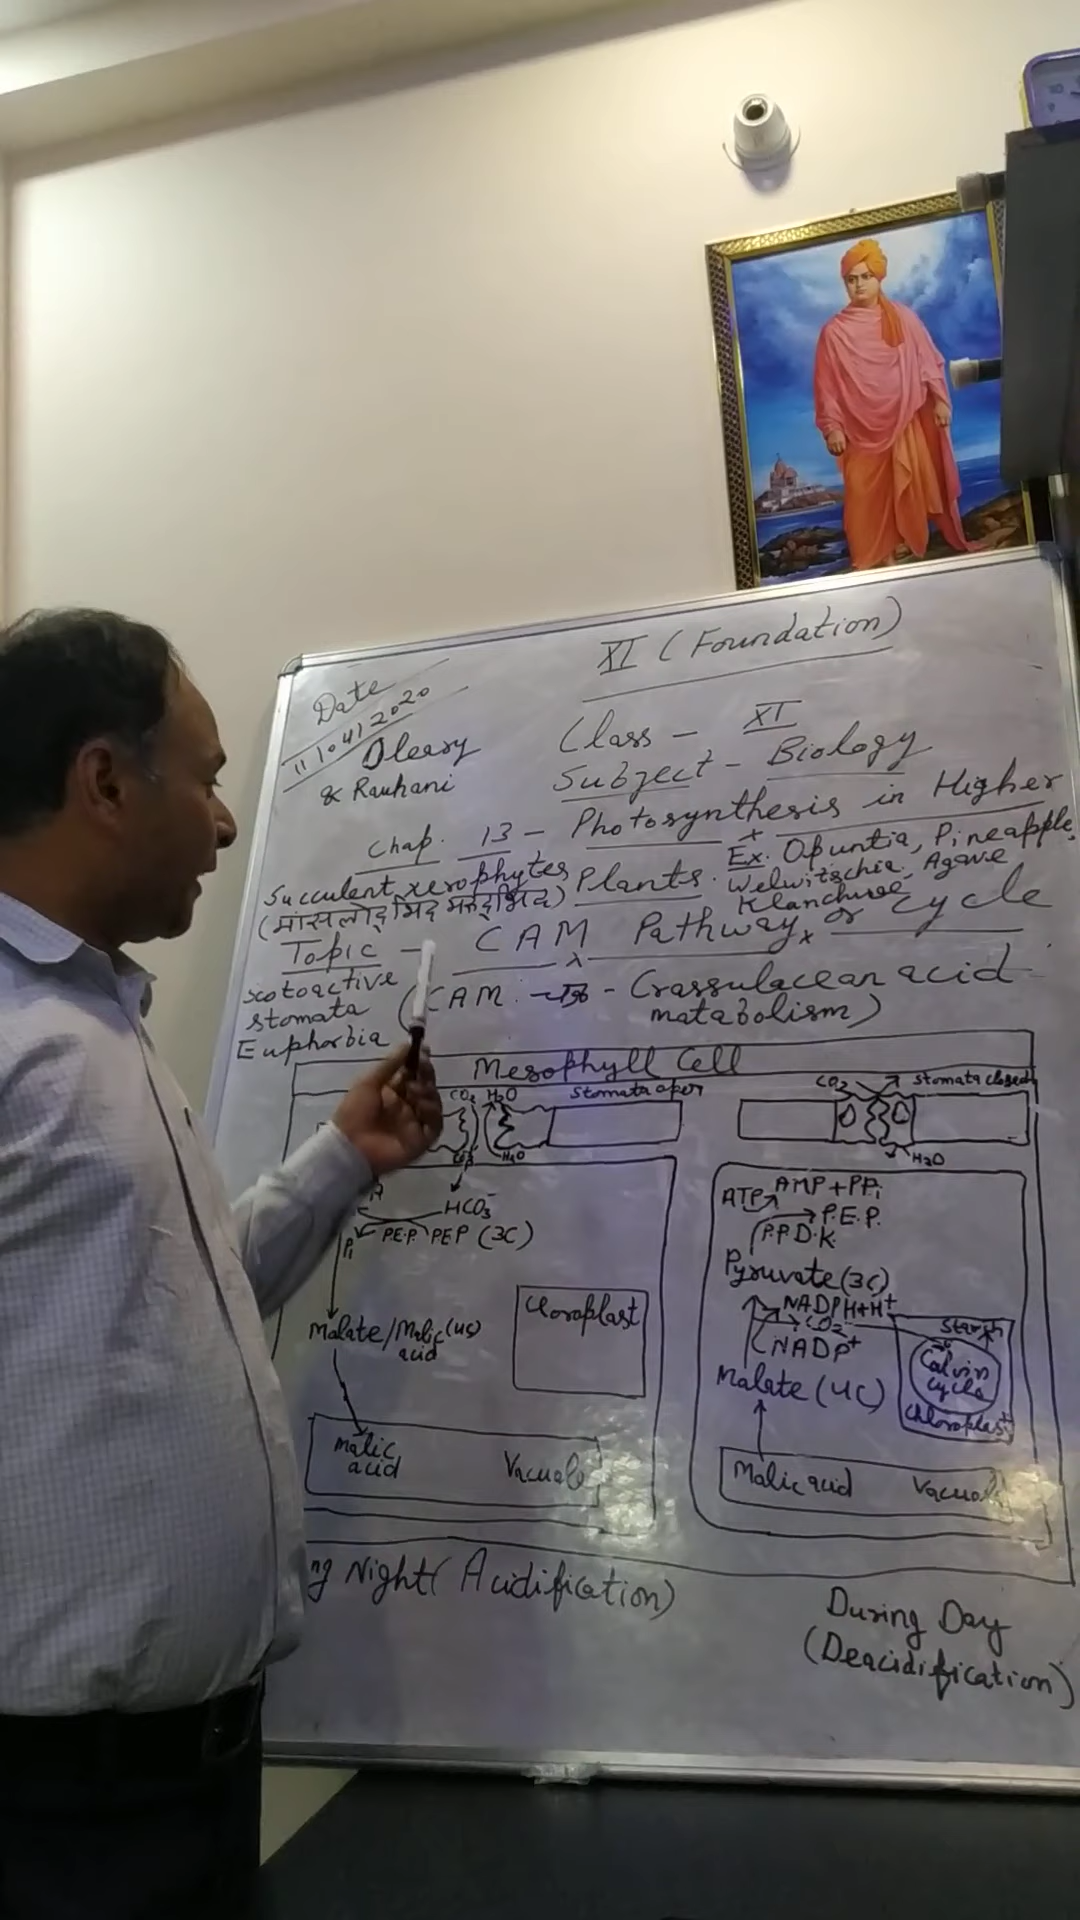 XI (Foundation)
Date
11/04/2020
Oleary
& Rauhani
Class - XI
Subject - Biology
Chap. 13 - Photosynthesis in Higher
Plants.
Ex. Opuntia, Pineapple,
Welwitschia, Agave
Klanchuae
Succulent xerophytes
(मांसलोद्भिद मरुद्भिद)
Topic - CAM Pathway or cycle
(CAM - - Crassulacean acid
matabolism)
scotoactive
stomata
Euphorbia
Mesophyll Cell
CO2 H2O Stomata open
CO2 H2O
HCO3-
P.E.P. PEP (3C)
Pi
Malate/Malic (4C)
acid
Chloroplast
Malic
acid
Vacuole
ng Night (Acidification)
CO2 Stomata closed
H2O
ATP AMP + PPi
P.E.P.
P.P.D.K.
Pyruvate (3C)
NADPH+H+
CO2
NADP+
Malate (4C)
Starch
Calvin
cycle
Chloroplast
Malic acid Vacuole
During Day
(Deacidification)